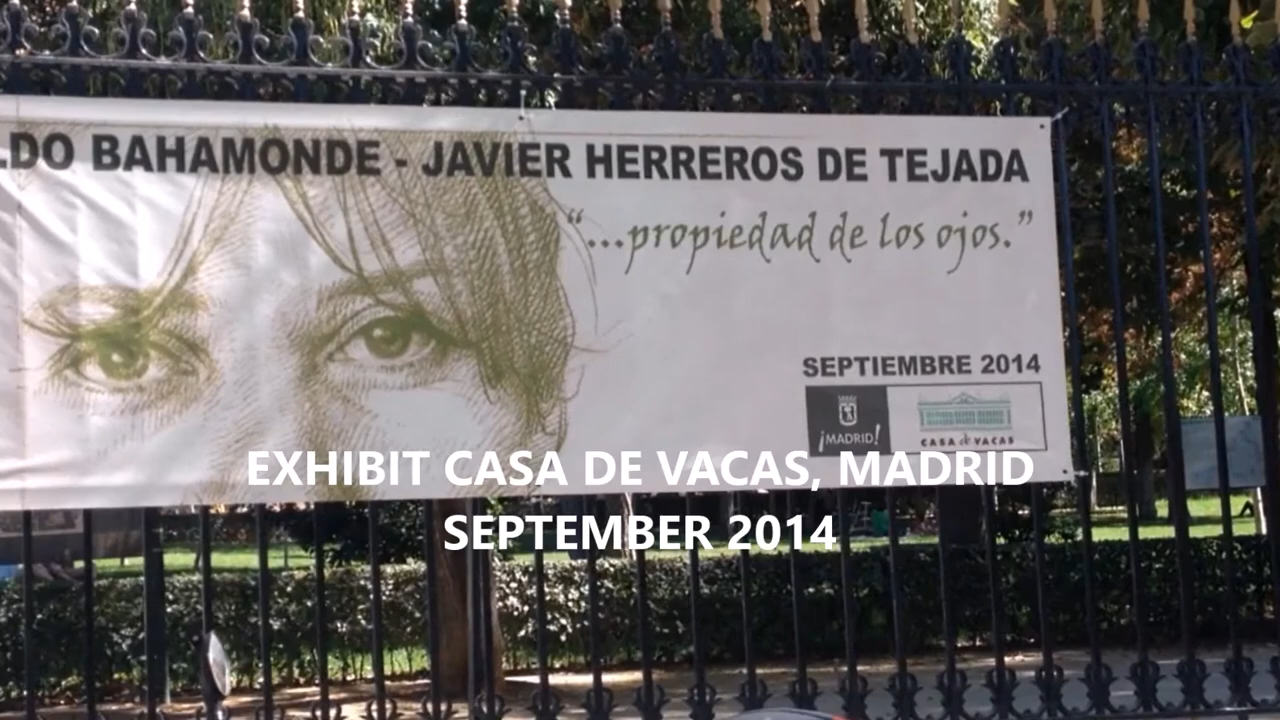 LDO BAHAMONDE - JAVIER HERREROS DE TEJADA
“...propiedad de los ojos.”
SEPTIEMBRE 2014
¡MADRID!
CASA de VACAS
EXHIBIT CASA DE VACAS, MADRID
SEPTEMBER 2014